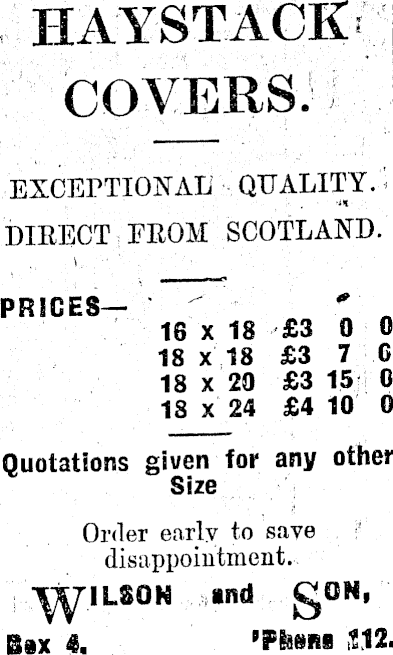 HAYSTACK
COVERS.
EXCEPTIONAL QUALITY.
DIRECT FROM SCOTLAND.
PRICES—
16 x 18 £3 0 0
18 x 18 £3 7 6
18 x 20 £3 15 0
18 x 24 £4 10 0
Quotations given for any other
Size
Order early to save
disappointment.
WILSON and SON,
Box 4. 'Phone 112.